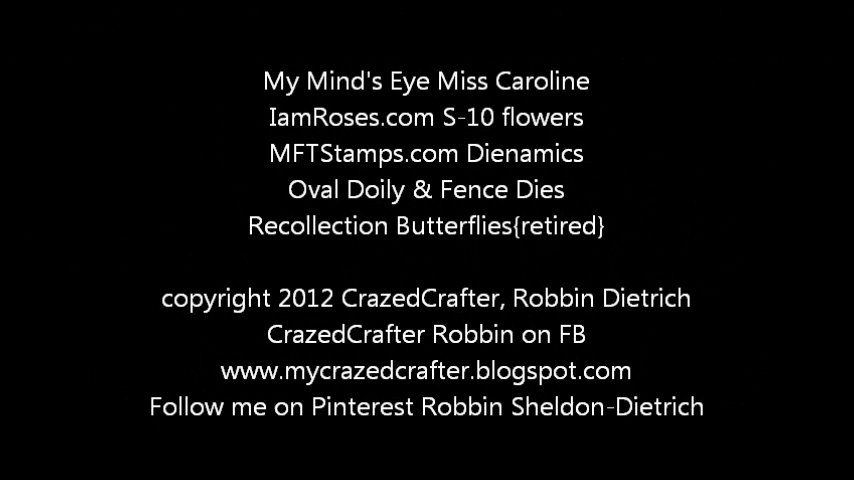 My Mind's Eye Miss Caroline
IamRoses.com S-10 flowers
MFTStamps.com Dienamics
Oval Doily & Fence Dies
Recollection Butterflies{retired}
copyright 2012 CrazedCrafter, Robbin Dietrich
CrazedCrafter Robbin on FB
www.mycrazedcrafter.blogspot.com
Follow me on Pinterest Robbin Sheldon-Dietrich